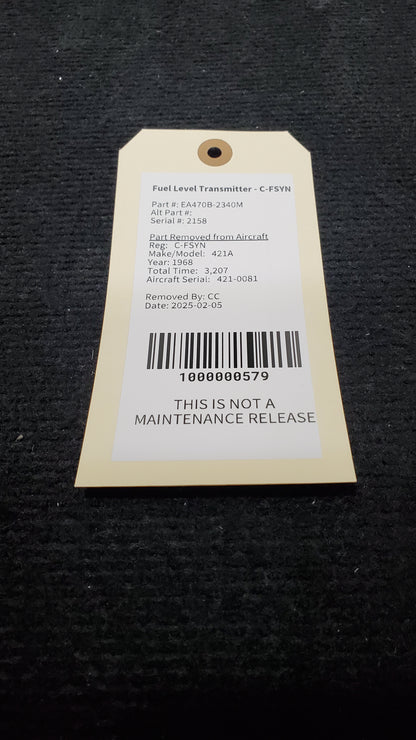 Fuel Level Transmitter - C-FSYN
Part #: EA470B-2340M
Alt Part #:
Serial #: 2158
Part Removed from Aircraft
Reg: C-FSYN
Make/Model: 421A
Year: 1968
Total Time: 3,207
Aircraft Serial: 421-0081
Removed By: CC
Date: 2025-02-05
1000000579
THIS IS NOT A
MAINTENANCE RELEASE